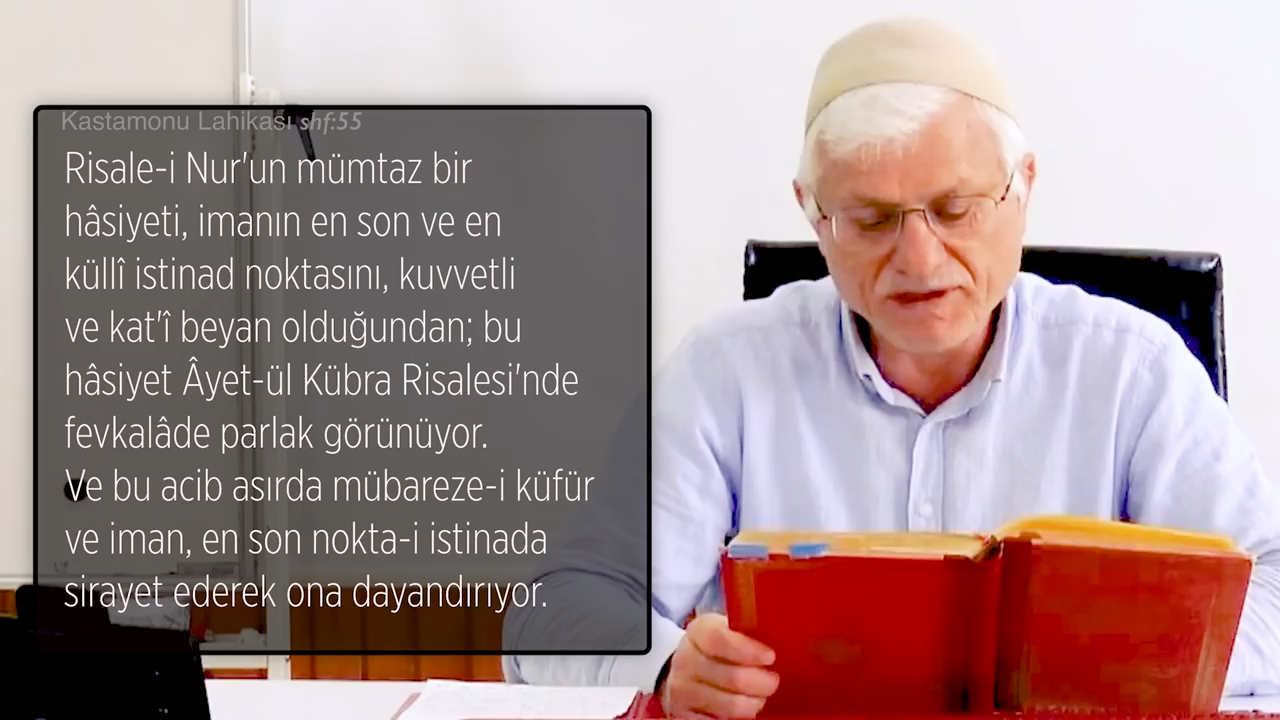 Kastamonu Lahikası shf:55
Risale-i Nur'un mümtaz bir
hâsiyeti, imanın en son ve en
küllî istinad noktasını, kuvvetli
ve kat'î beyan olduğundan; bu
hâsiyet Âyet-ül Kübra Risalesi'nde
fevkalâde parlak görünüyor.
Ve bu acib asırda mübareze-i küfür
ve iman, en son nokta-i istinada
sirayet ederek ona dayandırıyor.